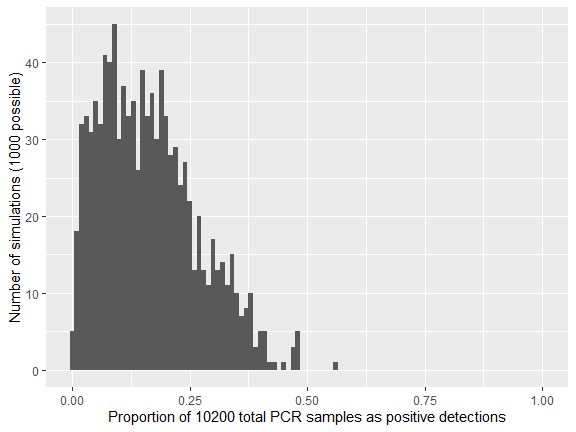 Number of simulations (1000 possible)
40
30
20
10
0
0.00 0.25 0.50 0.75 1.00
Proportion of 10200 total PCR samples as positive detections